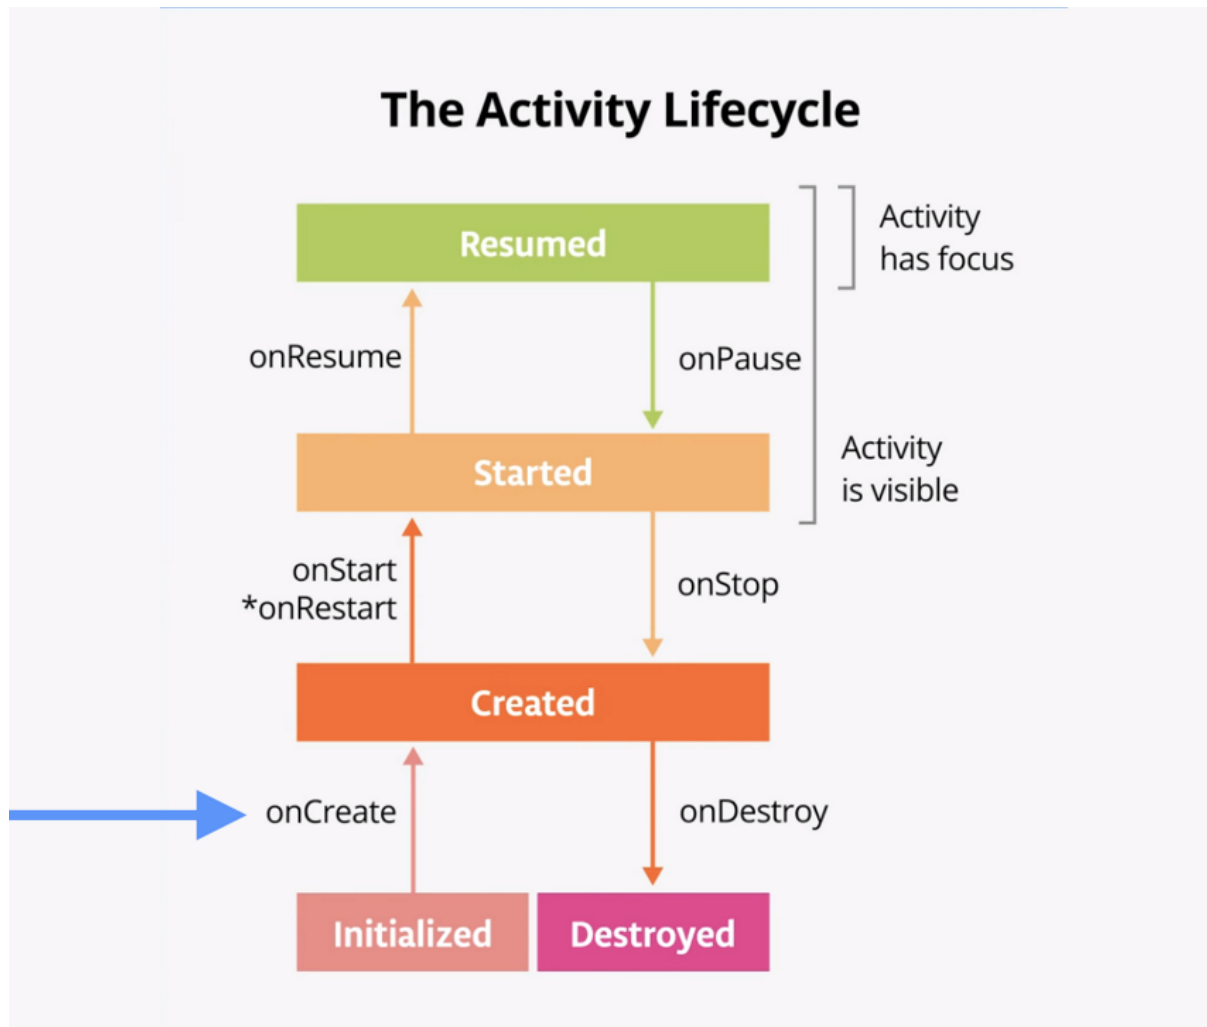 The Activity Lifecycle
Resumed
Activity
has focus
onResume
onPause
Activity
is visible
Started
onStart
*onRestart
onStop
Created
onCreate
onDestroy
Initialized
Destroyed